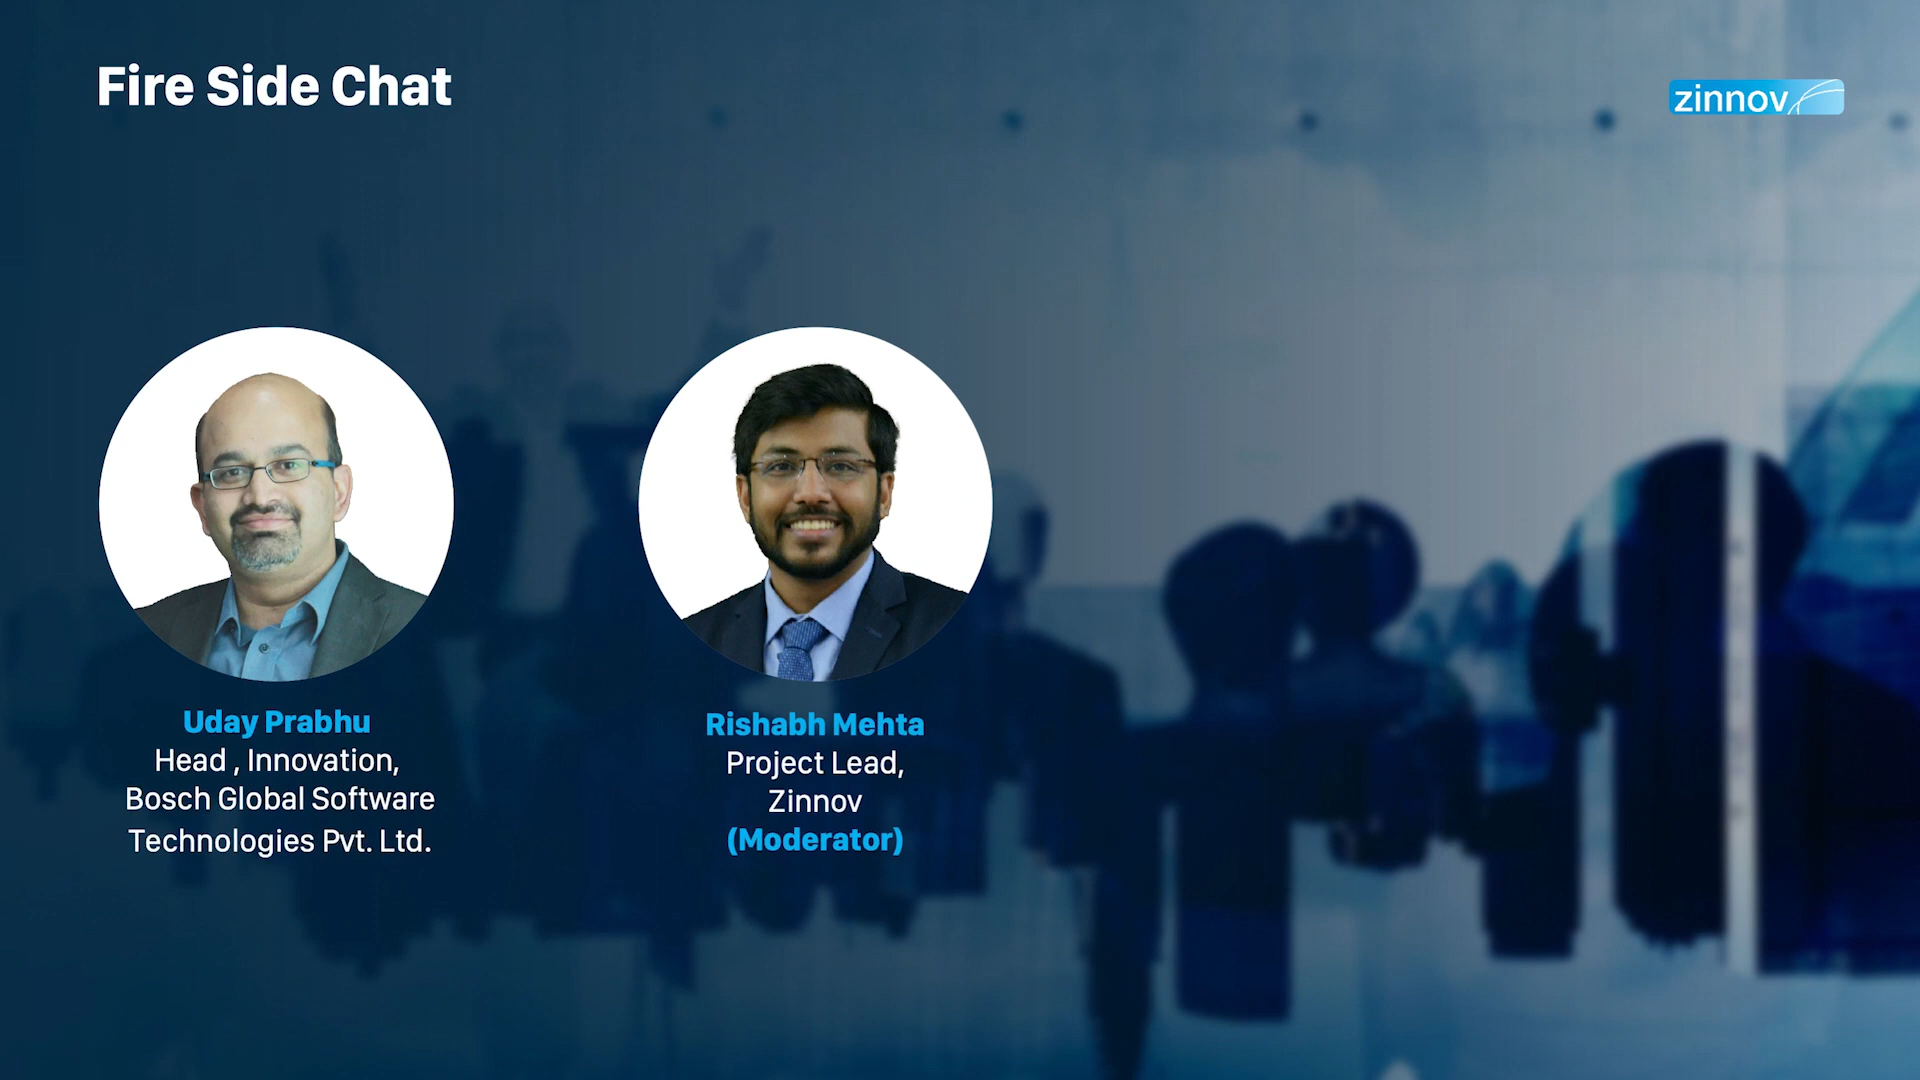 Fire Side Chat
zinnov
Uday Prabhu
Head , Innovation,
Bosch Global Software
Technologies Pvt. Ltd.
Rishabh Mehta
Project Lead,
Zinnov
(Moderator)